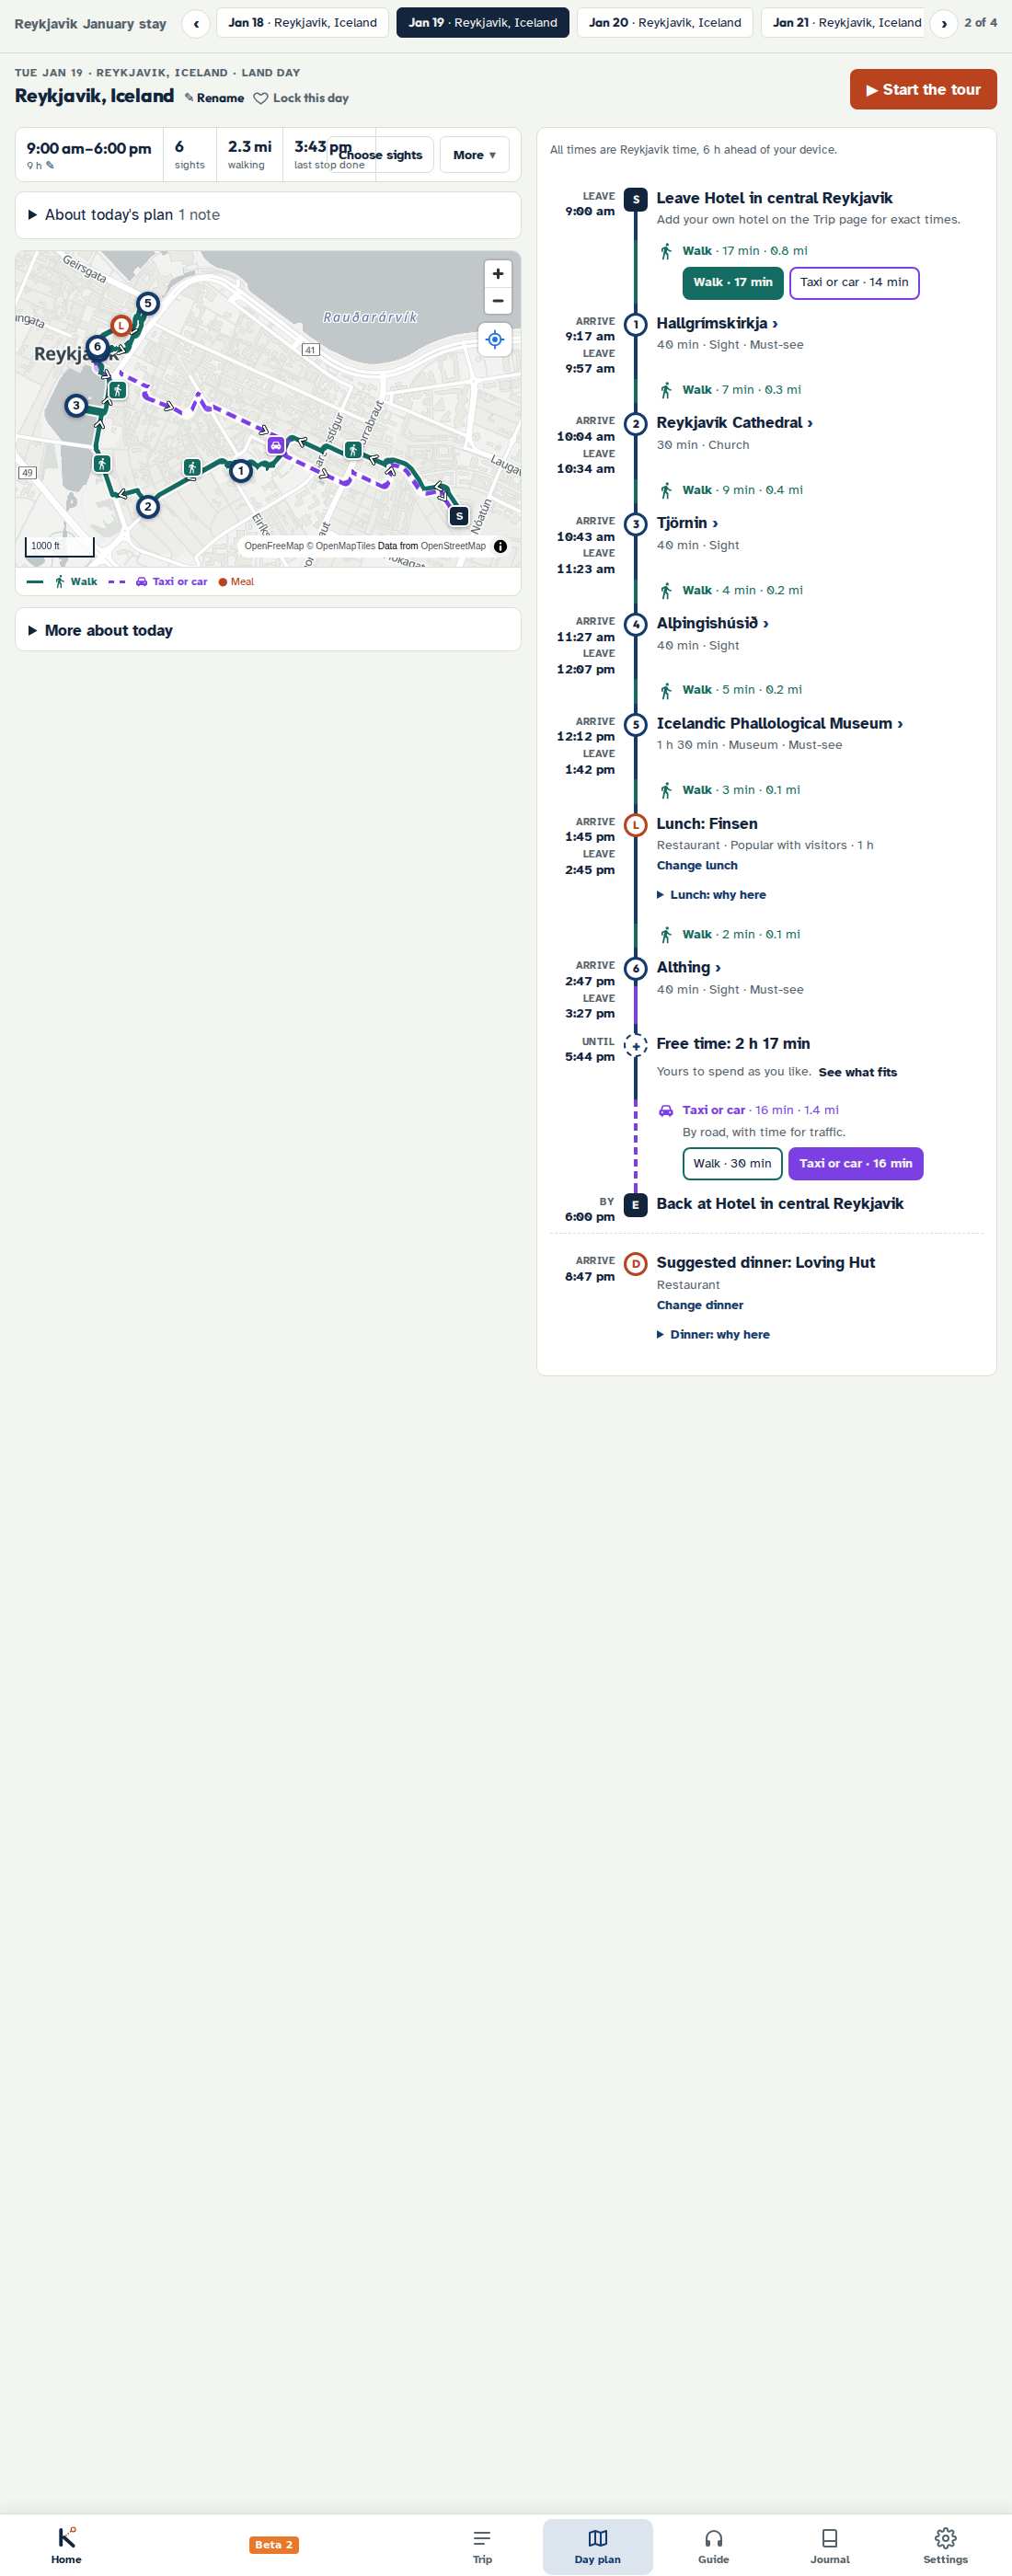 Reykjavik January stay
‹
Jan 18 · Reykjavik, Iceland
Jan 19 · Reykjavik, Iceland
Jan 20 · Reykjavik, Iceland
Jan 21 · Reykjavik, Iceland
›
2 of 4
TUE JAN 19 · REYKJAVIK, ICELAND · LAND DAY
Reykjavik, Iceland ✎ Rename Lock this day
▶ Start the tour
9:00 am–6:00 pm
9 h ✎
6
sights
2.3 mi
walking
3:43 pm
last stop done
Choose sights
More ▾
▶ About today's plan 1 note
Geirsgata
Rauðarárvík
41
49
5
L
6
3
1
2
S
Nóatún
1000 ft
OpenFreeMap © OpenMapTiles Data from OpenStreetMap
Walk
Taxi or car
Meal
▶ More about today
All times are Reykjavik time, 6 h ahead of your device.
LEAVE
9:00 am
S
Leave Hotel in central Reykjavik
Add your own hotel on the Trip page for exact times.
Walk · 17 min · 0.8 mi
Walk · 17 min
Taxi or car · 14 min
ARRIVE
9:17 am
LEAVE
9:57 am
1
Hallgrímskirkja ›
40 min · Sight · Must-see
Walk · 7 min · 0.3 mi
ARRIVE
10:04 am
LEAVE
10:34 am
2
Reykjavík Cathedral ›
30 min · Church
Walk · 9 min · 0.4 mi
ARRIVE
10:43 am
LEAVE
11:23 am
3
Tjörnin ›
40 min · Sight
Walk · 4 min · 0.2 mi
ARRIVE
11:27 am
LEAVE
12:07 pm
4
Alþingishúsið ›
40 min · Sight
Walk · 5 min · 0.2 mi
ARRIVE
12:12 pm
LEAVE
1:42 pm
5
Icelandic Phallological Museum ›
1 h 30 min · Museum · Must-see
Walk · 3 min · 0.1 mi
ARRIVE
1:45 pm
LEAVE
2:45 pm
L
Lunch: Finsen
Restaurant · Popular with visitors · 1 h
Change lunch
▶ Lunch: why here
Walk · 2 min · 0.1 mi
ARRIVE
2:47 pm
LEAVE
3:27 pm
6
Althing ›
40 min · Sight · Must-see
UNTIL
5:44 pm
+
Free time: 2 h 17 min
Yours to spend as you like. See what fits
Taxi or car · 16 min · 1.4 mi
By road, with time for traffic.
Walk · 30 min
Taxi or car · 16 min
BY
6:00 pm
E
Back at Hotel in central Reykjavik
ARRIVE
8:47 pm
D
Suggested dinner: Loving Hut
Restaurant
Change dinner
▶ Dinner: why here
Home
Beta 2
Trip
Day plan
Guide
Journal
Settings